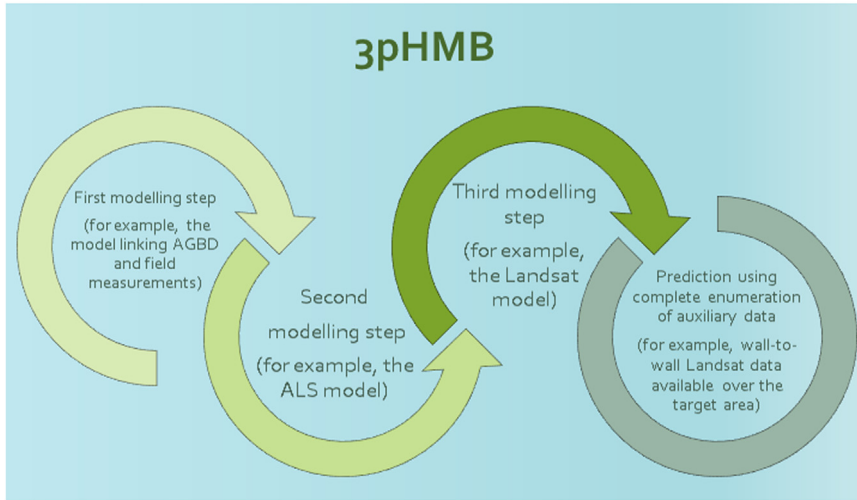 3pHMB
First modelling step
(for example, the
model linking AGBD
and field
measurements)
Second
modelling step
(for example, the
ALS model)
Third modelling
step
(for example,
the Landsat
model)
Prediction using
complete enumeration
of auxiliary data
(for example, wall-to-
wall Landsat data
available over the
target area)